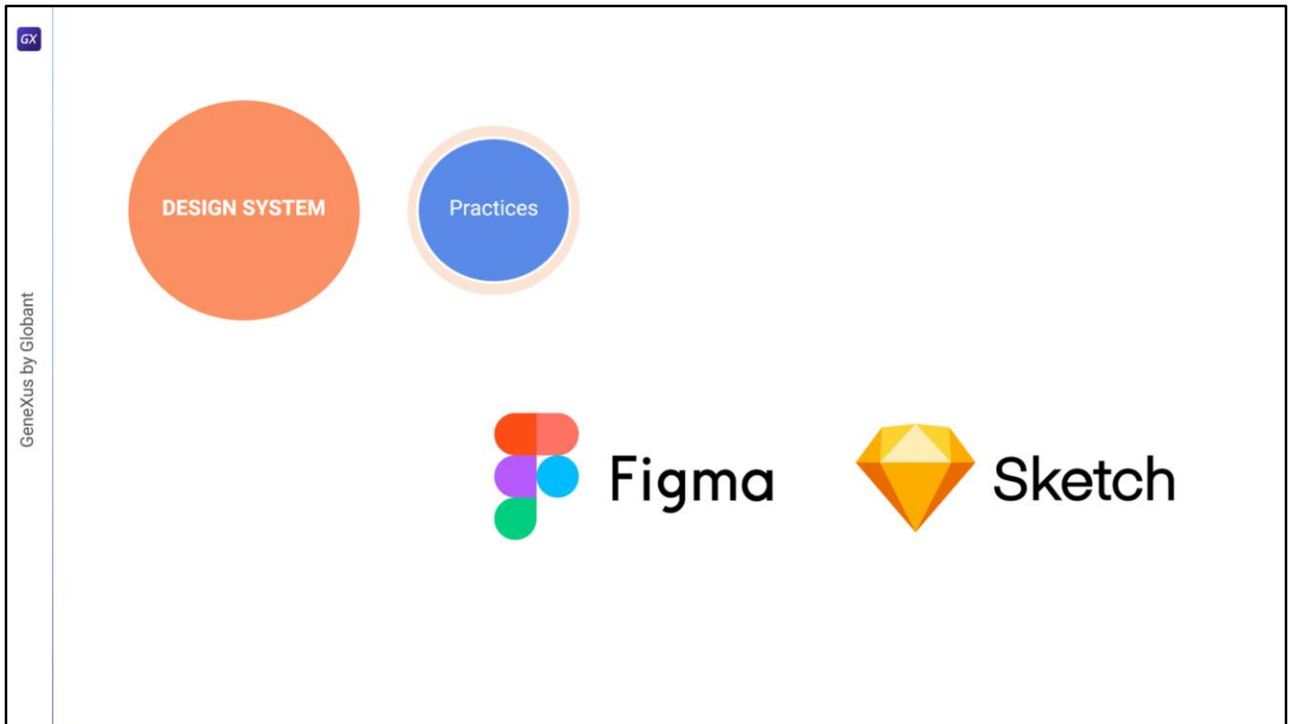 GX
GeneXus by Globant
DESIGN SYSTEM
Practices
Figma
Sketch